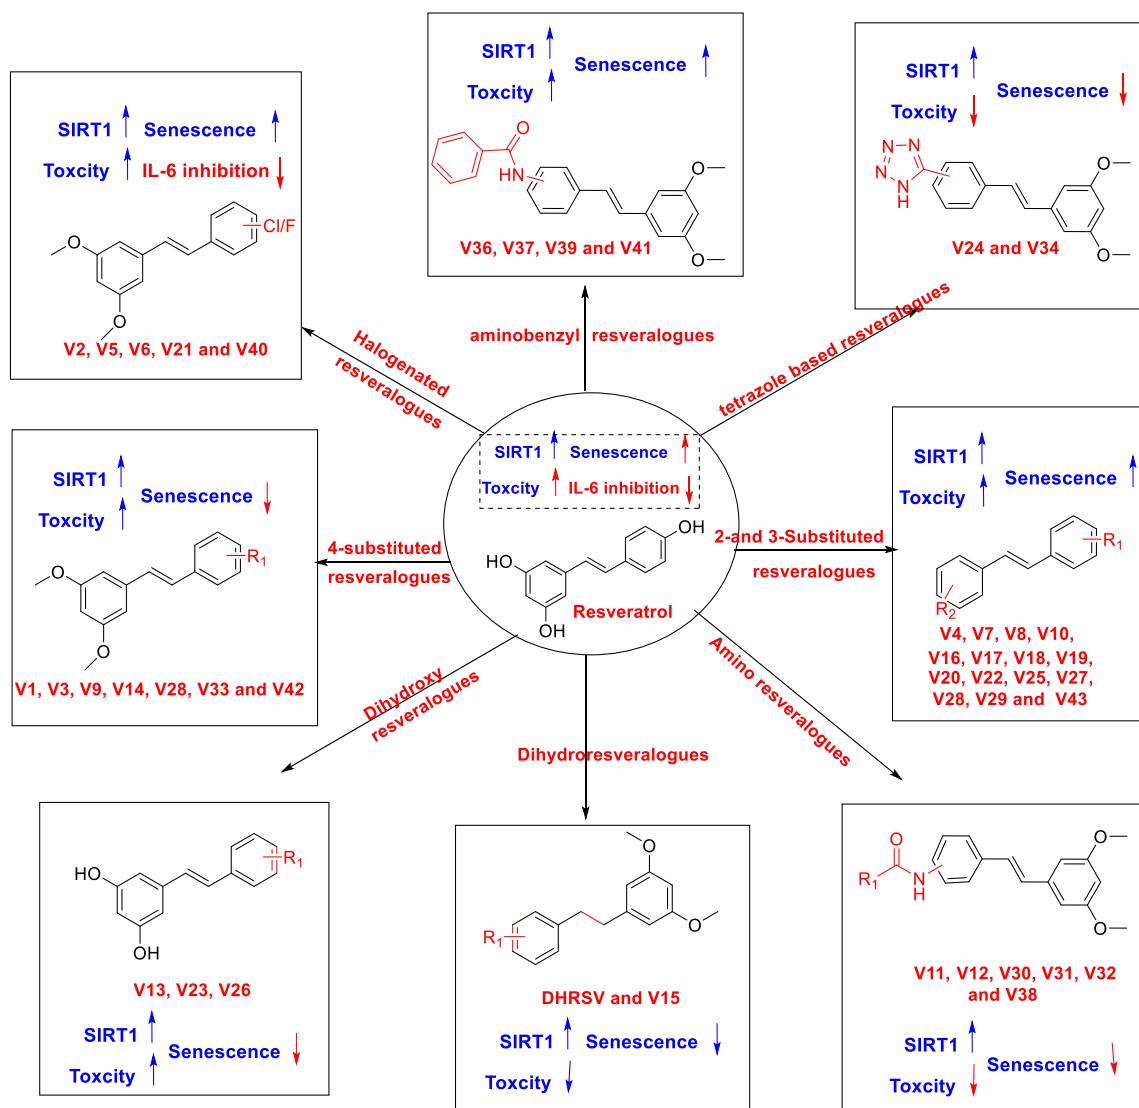 SIRT1
Senescence
Toxcity
IL-6 inhibition
Cl/F
O
O
V2, V5, V6, V21 and V40
SIRT1
Senescence
Toxcity
O
HN
O
O
V36, V37, V39 and V41
SIRT1
Senescence
Toxcity
N
N
N
N
H
O
O
V24 and V34
Halogenated
resveralogues
aminobenzyl resveralogues
tetrazole based resveralogues
SIRT1
Senescence
Toxcity
O
O
R1
V1, V3, V9, V14, V28, V33 and V42
4-substituted
resveralogues
SIRT1
Senescence
Toxcity
IL-6 inhibition
OH
HO
OH
Resveratrol
2-and 3-Substituted
resveralogues
SIRT1
Senescence
Toxcity
R1
R2
V4, V7, V8, V10,
V16, V17, V18, V19,
V20, V22, V25, V27,
V28, V29 and V43
Dihydroxy
resveralogues
Dihydroresveralogues
Amino resveralogues
HO
OH
R1
V13, V23, V26
SIRT1
Senescence
Toxcity
O
O
R1
DHRSV and V15
SIRT1
Senescence
Toxcity
O
R1
N
H
O
O
V11, V12, V30, V31, V32
and V38
SIRT1
Senescence
Toxcity